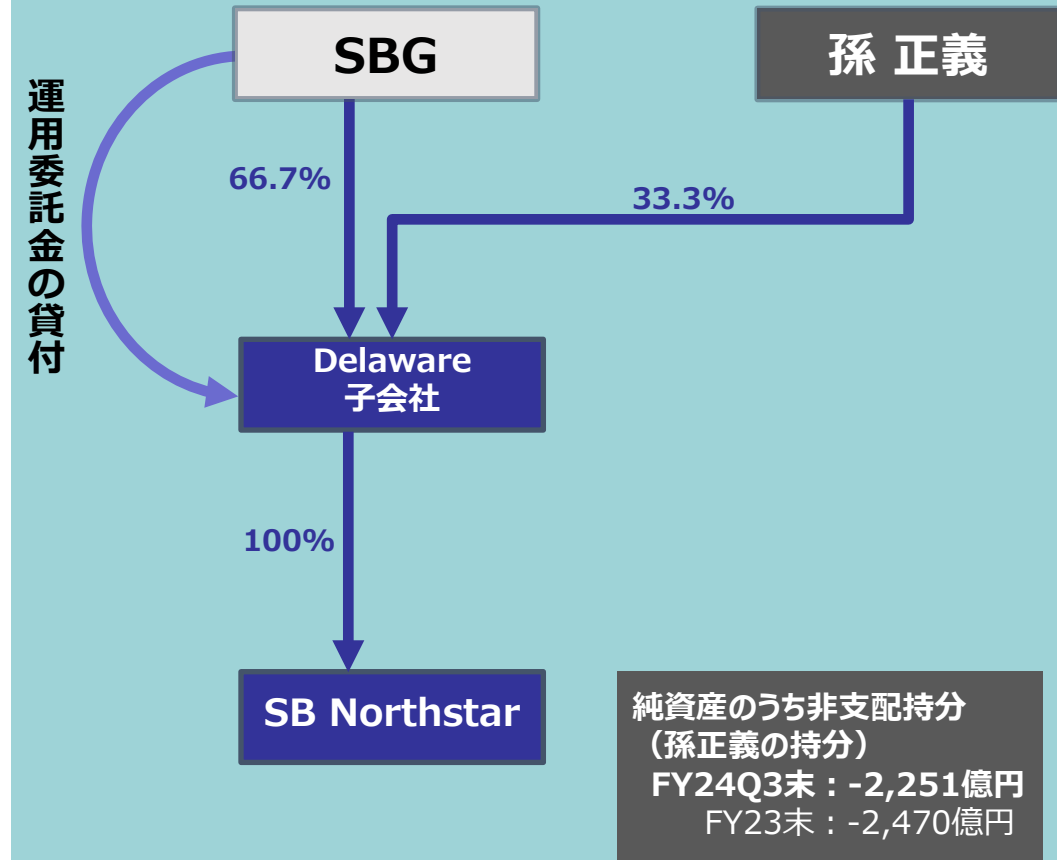 SBG
孫 正義
運用委託金の貸付
66.7%
33.3%
Delaware
子会社
100%
SB Northstar
純資産のうち非支配持分
（孫正義の持分）
FY24Q3末：-2,251億円
FY23末：-2,470億円